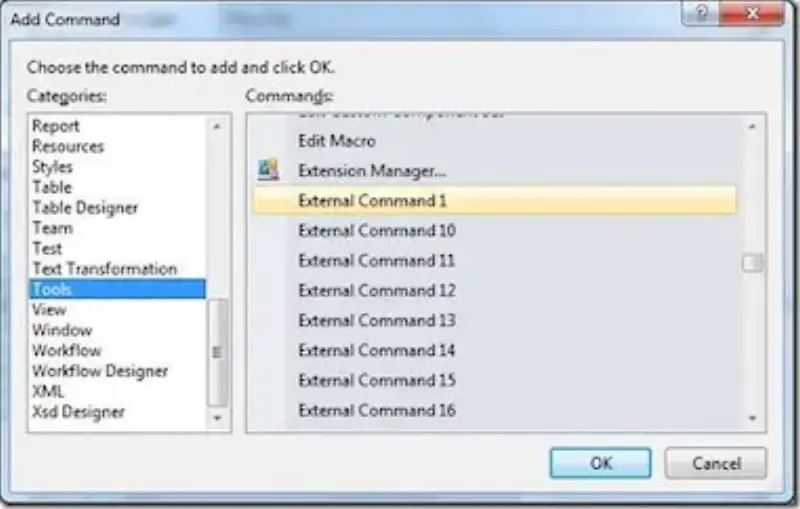 Add Command
Choose the command to add and click OK.
Categories:
Commands:
Report
Resources
Styles
Table
Table Designer
Team
Test
Text Transformation
Tools
View
Window
Workflow
Workflow Designer
XML
Xsd Designer
Edit Macro
Extension Manager...
External Command 1
External Command 10
External Command 11
External Command 12
External Command 13
External Command 14
External Command 15
External Command 16
OK
Cancel